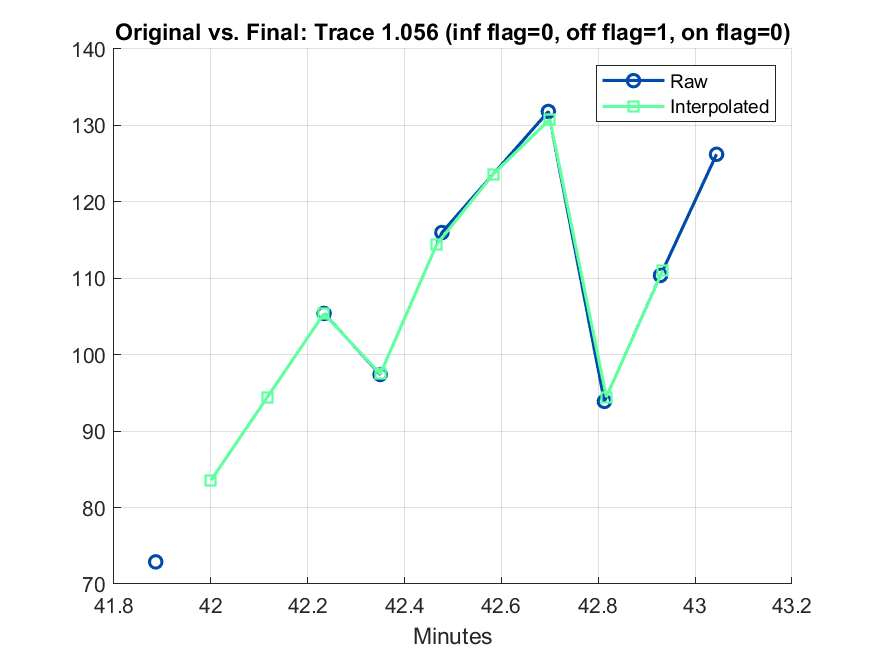 Original vs. Final: Trace 1.056 (inf flag=0, off flag=1, on flag=0)
140
130
120
110
100
90
80
70
Raw
Interpolated
41.8 42 42.2 42.4 42.6 42.8 43 43.2
Minutes